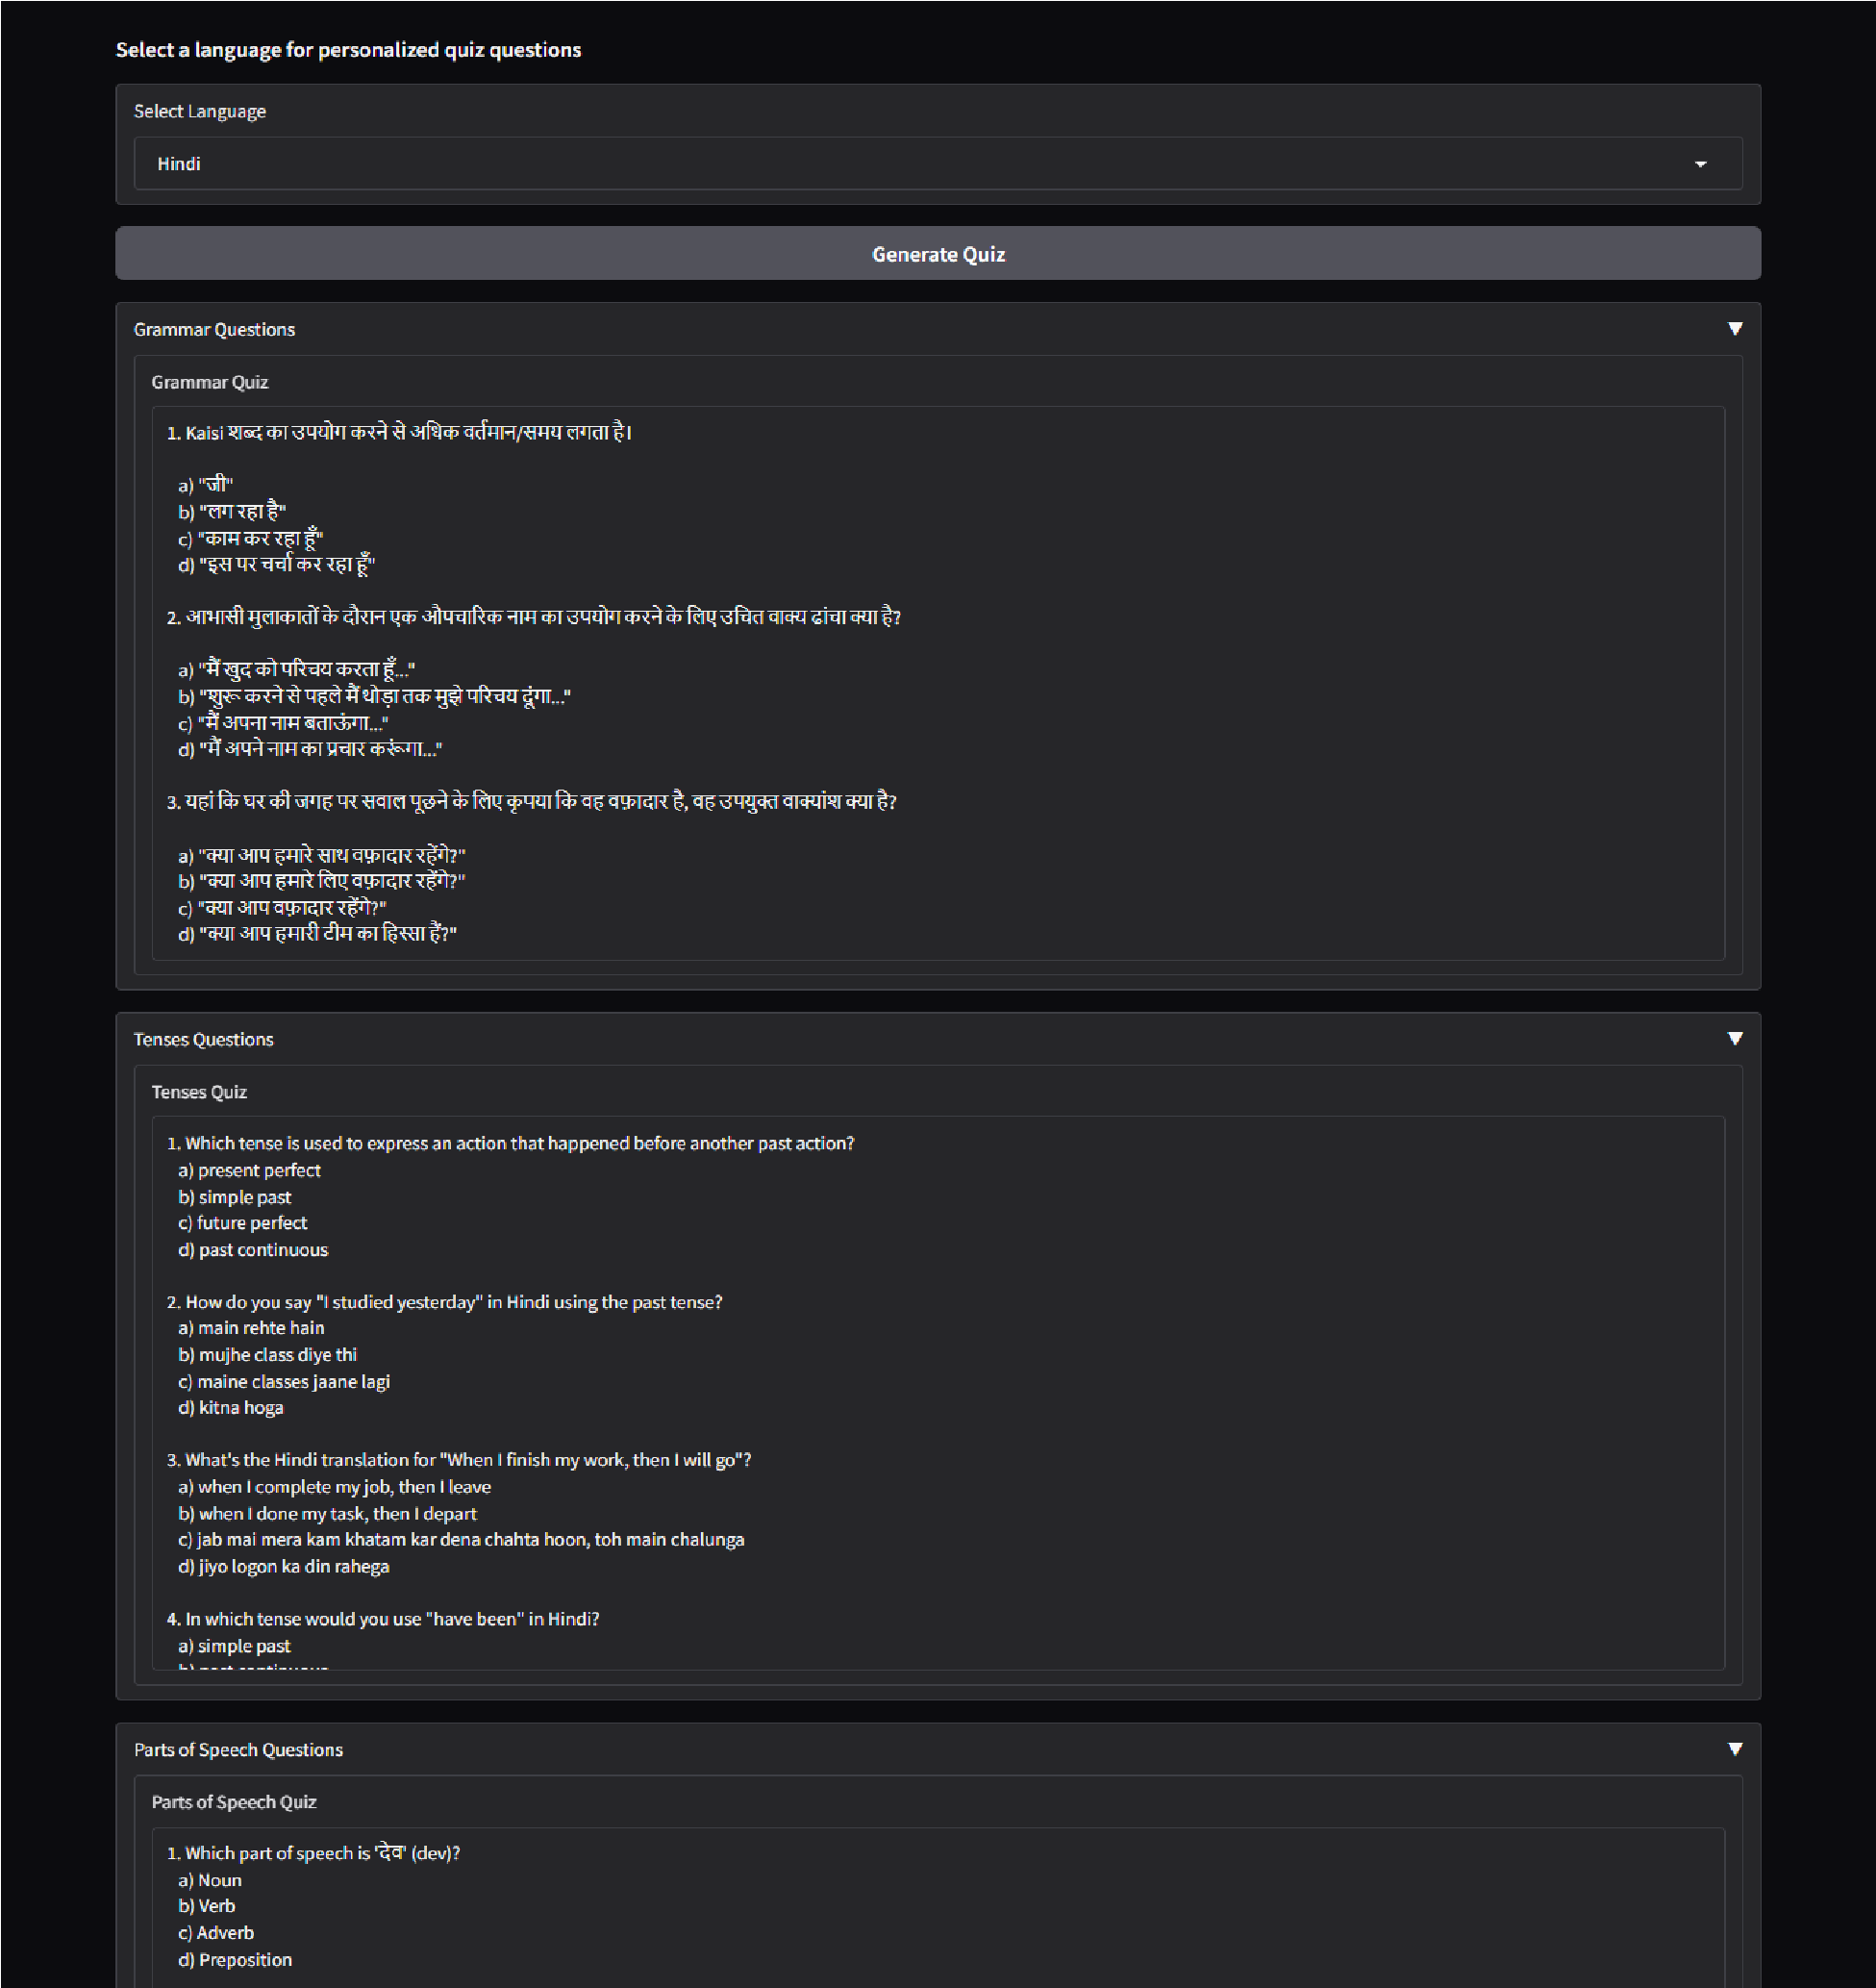 Select a language for personalized quiz questions
Select Language
Hindi
Generate Quiz
Grammar Questions
Grammar Quiz
1. Kaisi शब्द का उपयोग करने से अधिक वर्तमान/समय लगता है।
a) "जी"
b) "लग रहा है"
c) "काम कर रहा हूँ"
d) "इस पर चर्चा कर रहा हूँ"
2. आभासी मुलाकातों के दौरान एक औपचारिक नाम का उपयोग करने के लिए उचित वाक्य ढांचा क्या है?
a) "मैं खुद को परिचय करता हूँ..."
b) "शुरू करने से पहले मैं थोड़ा तक मुझे परिचय दूंगा..."
c) "मैं अपना नाम बताऊंगा..."
d) "मैं अपने नाम का प्रचार करूंगा..."
3. यहां कि घर की जगह पर सवाल पूछने के लिए कृपया कि वह वफ़ादार है, वह उपयुक्त वाक्यांश क्या है?
a) "क्या आप हमारे साथ वफ़ादार रहेंगे?"
b) "क्या आप हमारे लिए वफ़ादार रहेंगे?"
c) "क्या आप वफ़ादार रहेंगे?"
d) "क्या आप हमारी टीम का हिस्सा हैं?"
Tenses Questions
Tenses Quiz
1. Which tense is used to express an action that happened before another past action?
a) present perfect
b) simple past
c) future perfect
d) past continuous
2. How do you say "I studied yesterday" in Hindi using the past tense?
a) main rehte hain
b) mujhe class diye thi
c) maine classes jaane lagi
d) kitna hoga
3. What's the Hindi translation for "When I finish my work, then I will go"?
a) when I complete my job, then I leave
b) when I done my task, then I depart
c) jab mai mera kam khatam kar dena chahta hoon, toh main chalunga
d) jiyo logon ka din rahega
4. In which tense would you use "have been" in Hindi?
a) simple past
Parts of Speech Questions
Parts of Speech Quiz
1. Which part of speech is 'देव' (dev)?
a) Noun
b) Verb
c) Adverb
d) Preposition